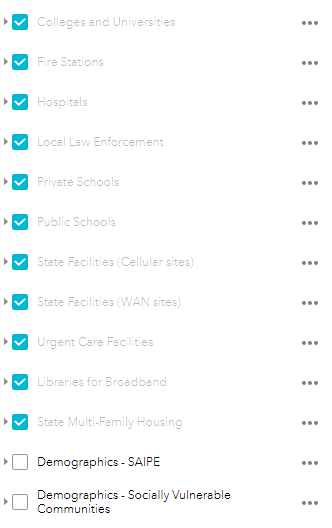 Colleges and Universities
Fire Stations
Hospitals
Local Law Enforcement
Private Schools
Public Schools
State Facilities (Cellular sites)
State Facilities (WAN sites)
Urgent Care Facilities
Libraries for Broadband
State Multi-Family Housing
Demographics - SAIPE
Demographics - Socially Vulnerable
Communities